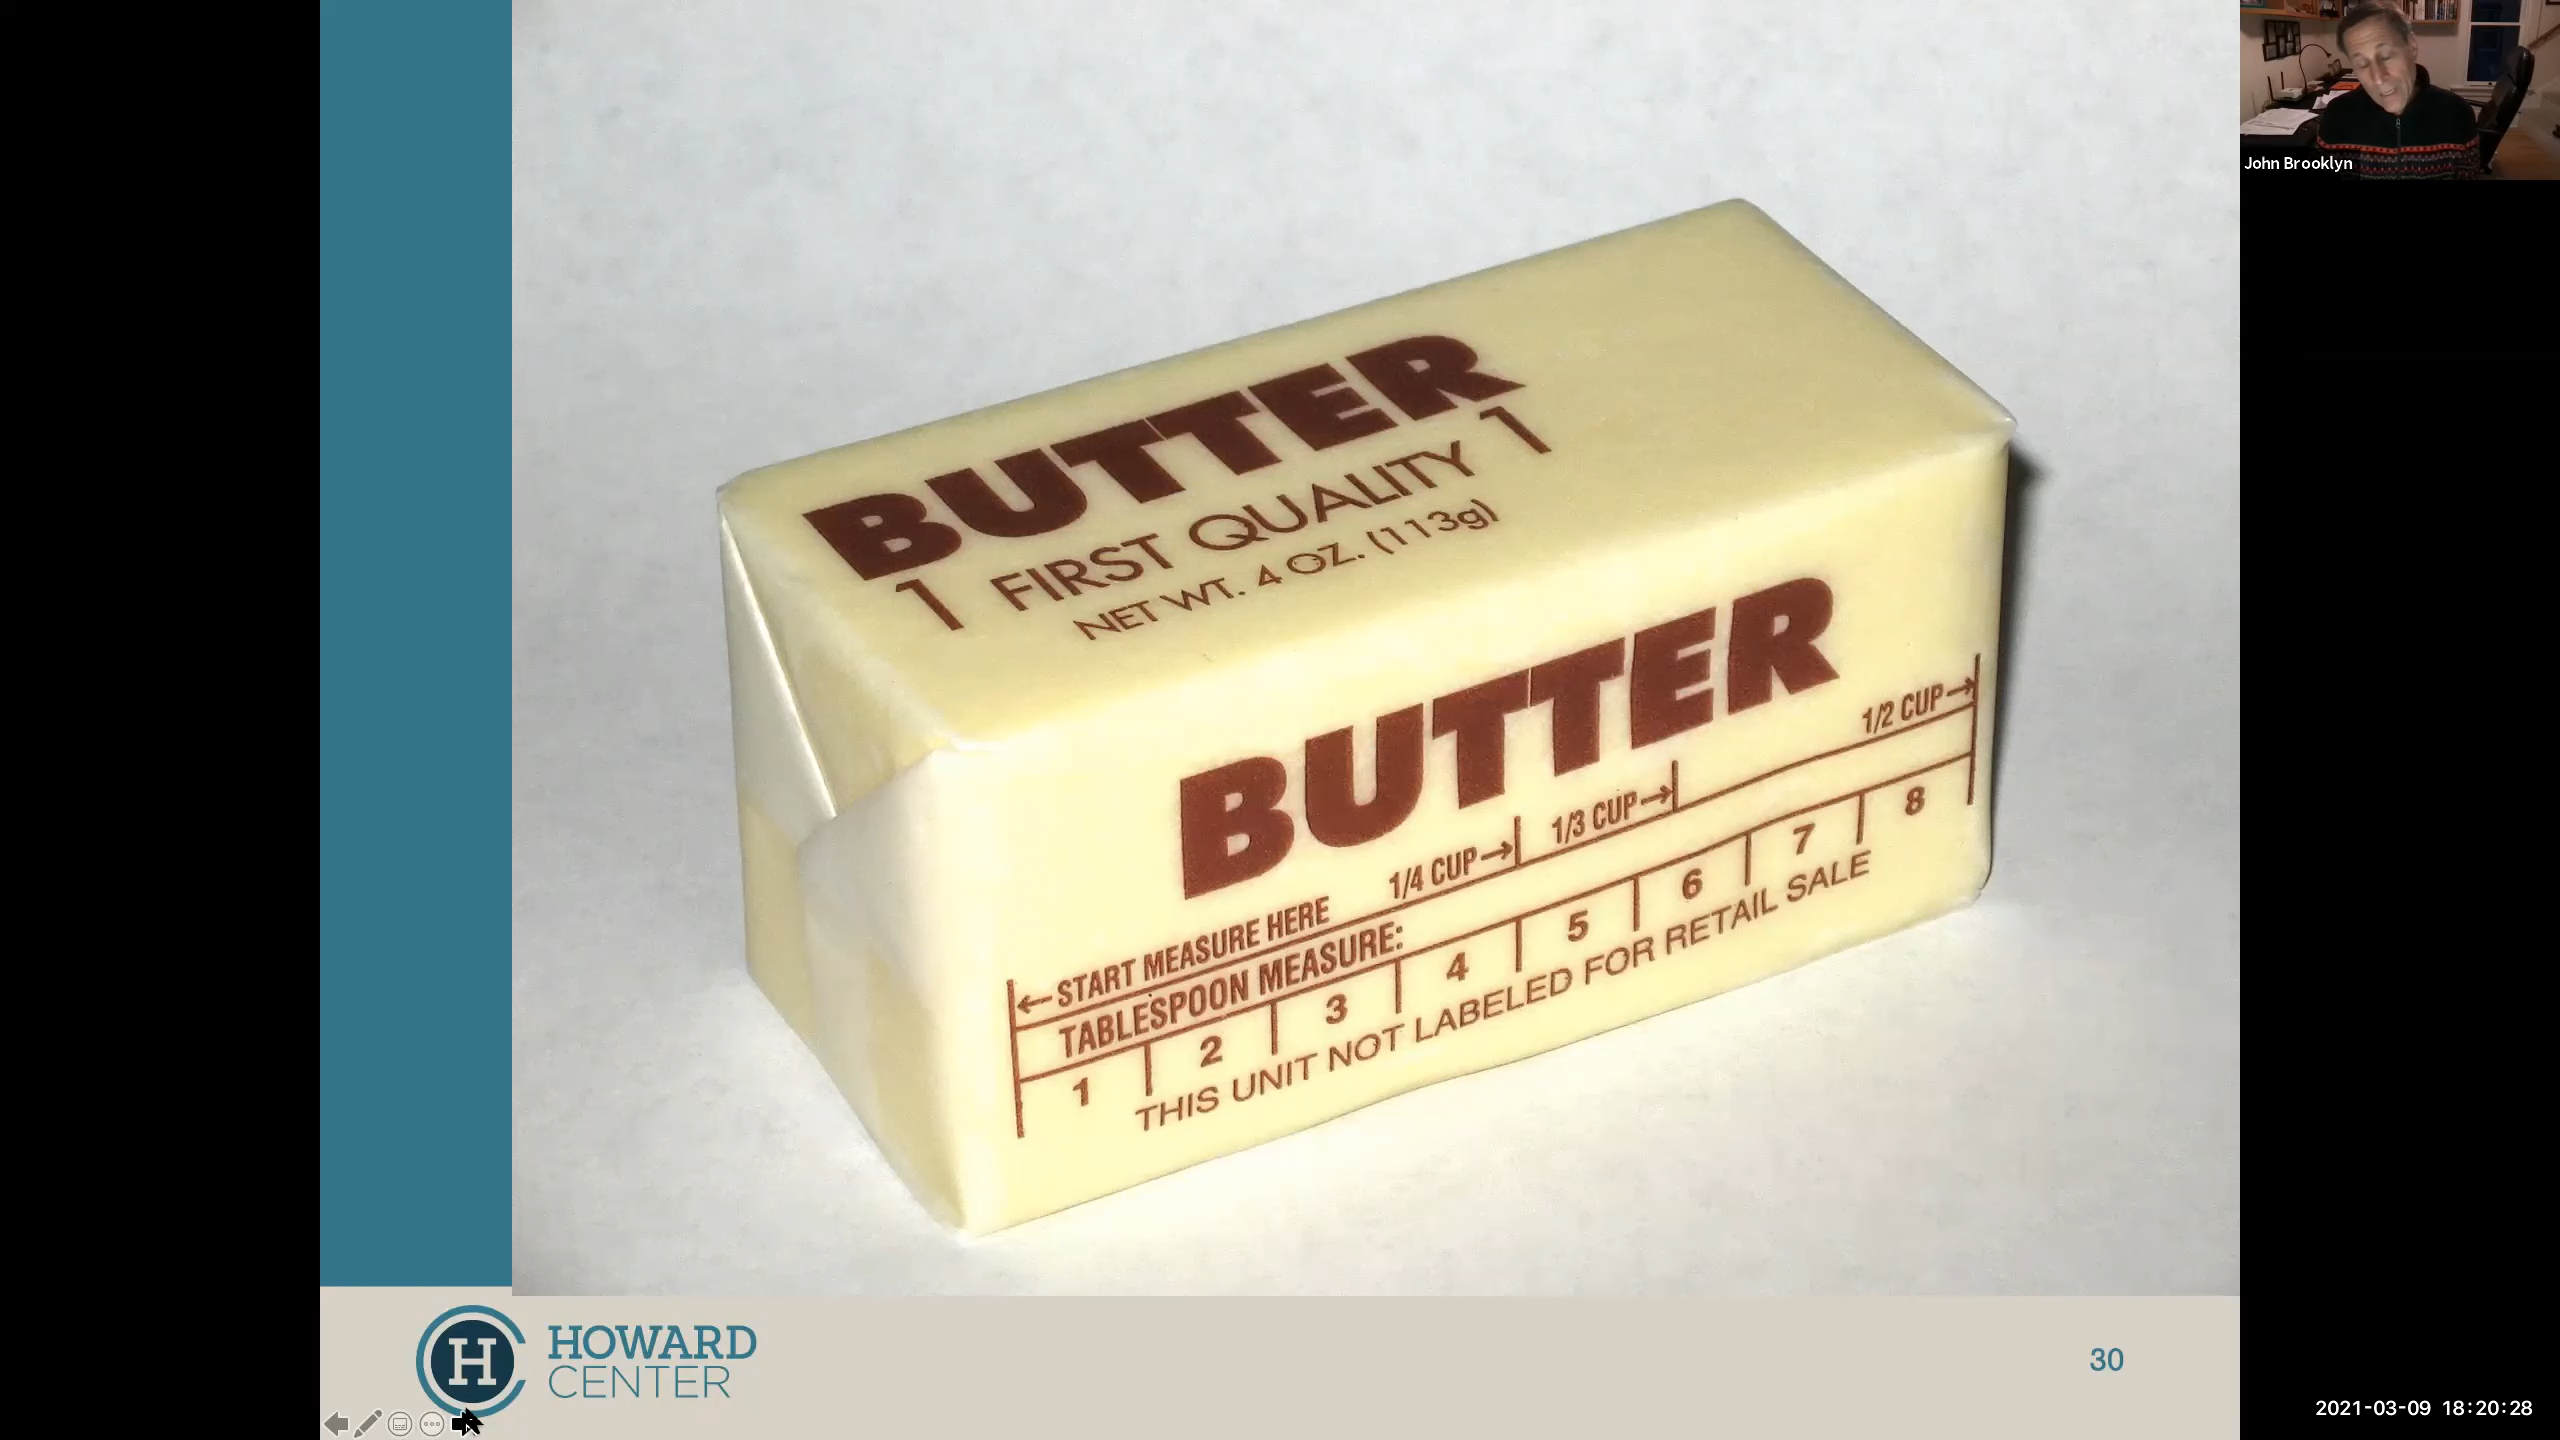 John Brooklyn
BUTTER
1 FIRST QUALITY 1
NET WT. 4 OZ. (113g)
BUTTER
←START MEASURE HERE 1/4 CUP→ 1/3 CUP→ 1/2 CUP→
TABLESPOON MEASURE:
1 2 3 4 5 6 7 8
THIS UNIT NOT LABELED FOR RETAIL SALE
H HOWARD
CENTER
30
2021-03-09 18:20:28